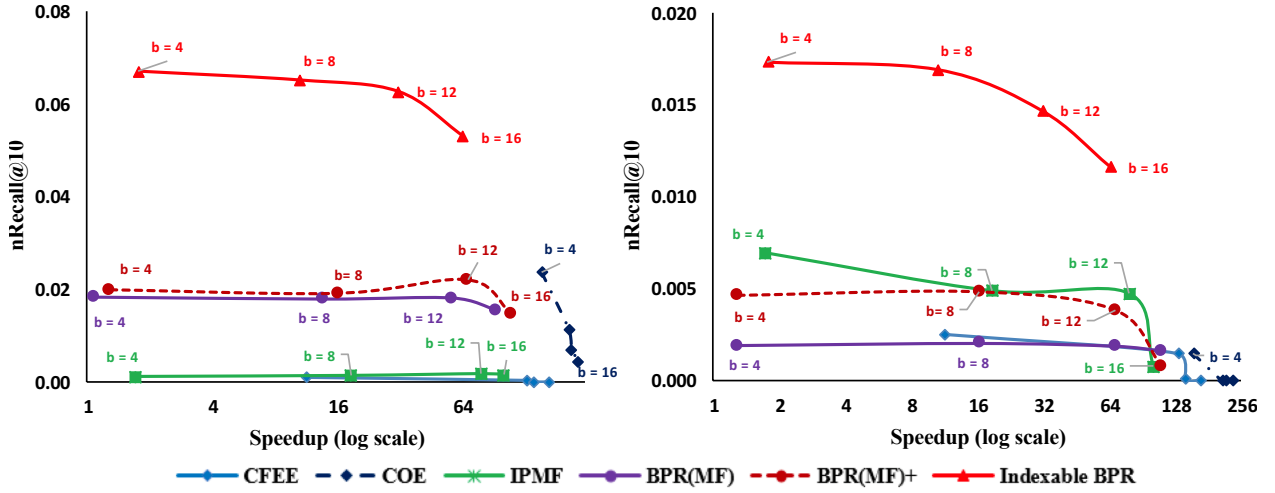 0.08
0.06
0.04
0.02
0.00
nRecall@10
b = 4
b = 8
b = 12
b = 16
b = 4
b= 8
b = 12
b = 16
b = 4
b = 8
b = 12
b = 4
b = 16
b = 4
b = 8
b = 12
b = 16
1 4 16 64
Speedup (log scale)
0.020
0.015
0.010
0.005
0.000
nRecall@10
b = 4
b = 8
b = 12
b = 16
b = 4
b = 8
b = 12
b = 16
b = 4
b= 8
b = 12
b = 4
b = 8
b = 4
1 2 4 8 16 32 64 128 256
Speedup (log scale)
CFEE COE IPMF BPR(MF) BPR(MF)+ Indexable BPR